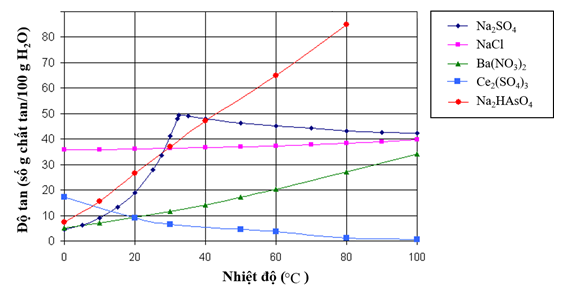 Độ tan (số g chất tan/100 g H₂O)
80
70
60
50
40
30
20
10
0
0
20
40
60
80
100
Nhiệt độ (°C )
Na₂SO₄
NaCl
Ba(NO₃)₂
Ce₂(SO₄)₃
Na₂HAsO₄